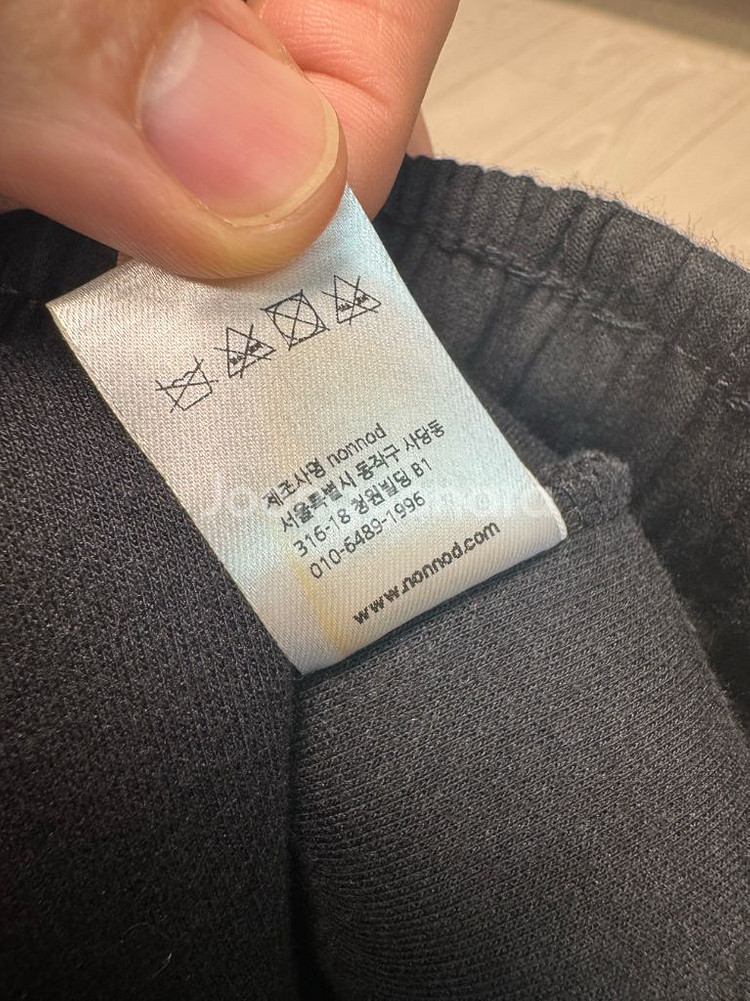 제조사명 nonnod
서울특별시 동작구 사당동
316-18 청원빌딩 B1
010-6489-1996
www.nonnod.com